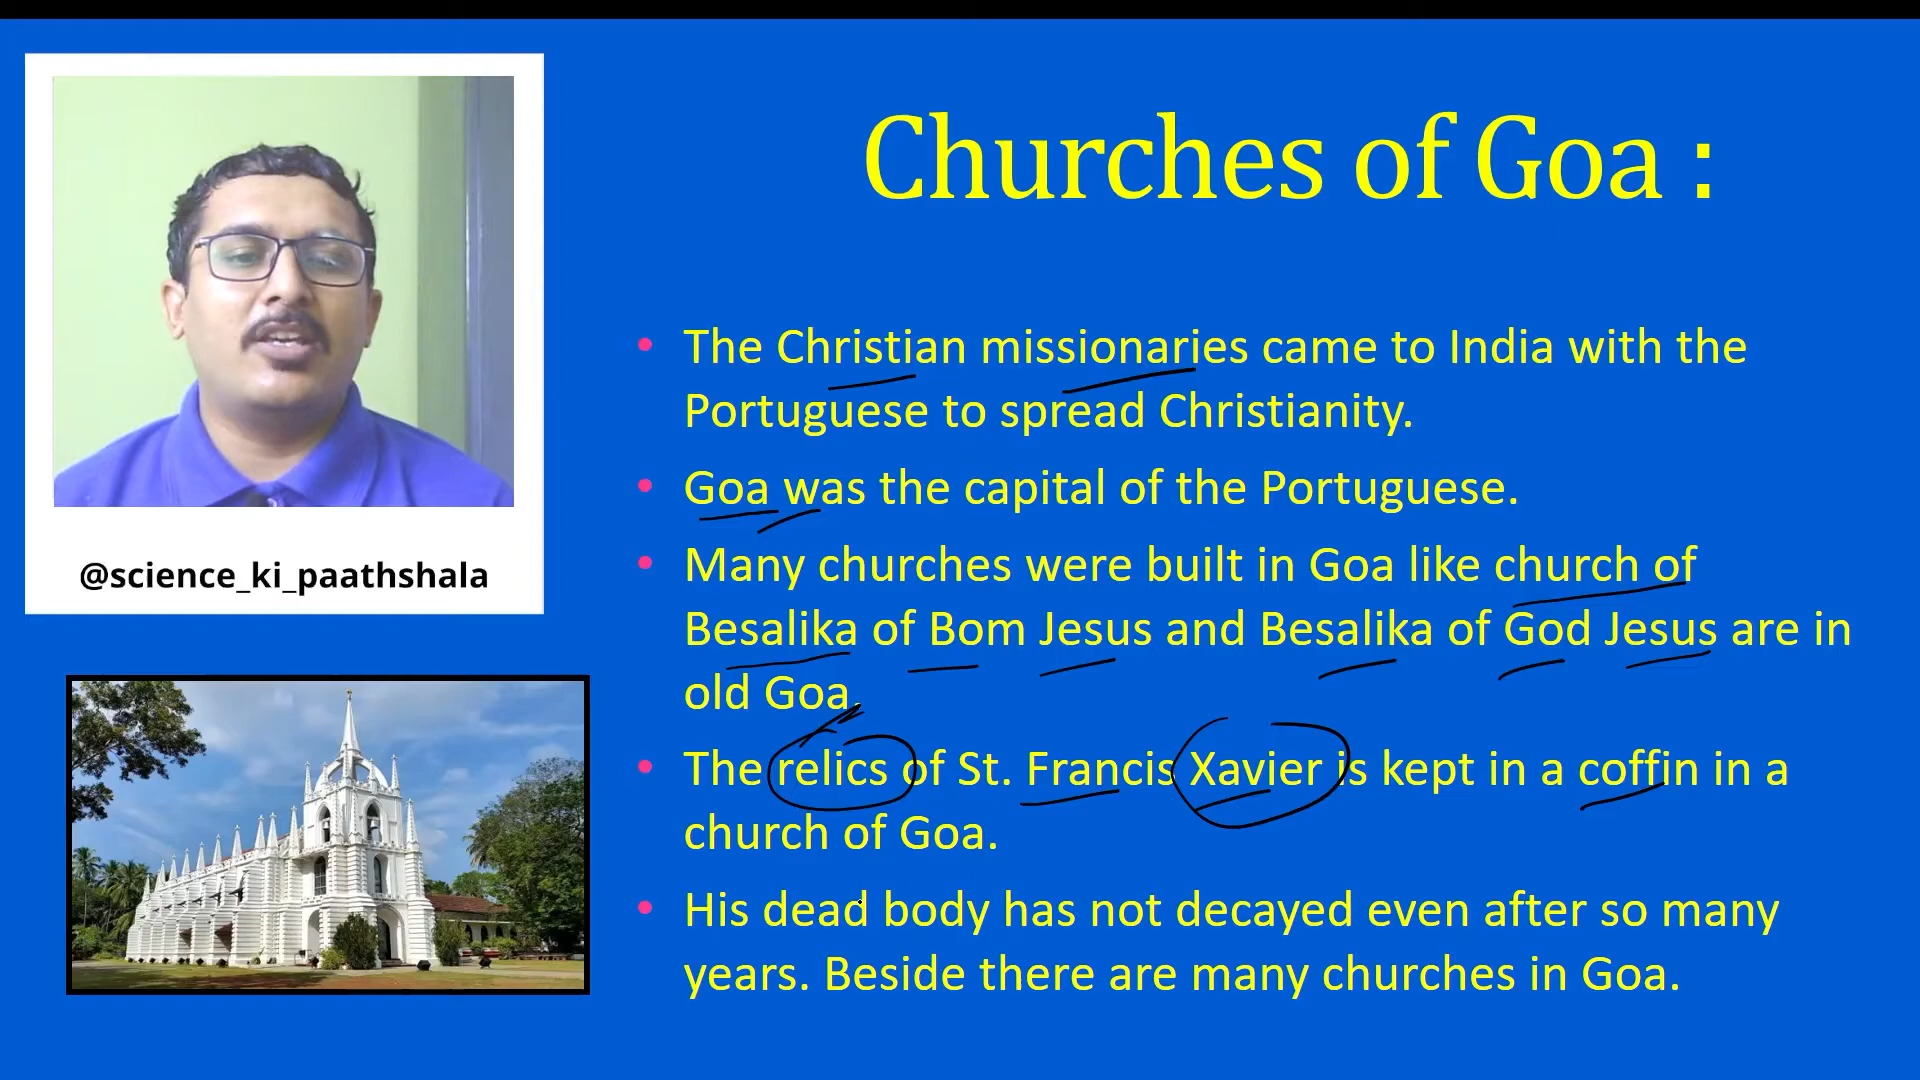 Churches of Goa :
The Christian missionaries came to India with the
Portuguese to spread Christianity.
Goa was the capital of the Portuguese.
Many churches were built in Goa like church of
Besalika of Bom Jesus and Besalika of God Jesus are in
old Goa.
The relics of St. Francis Xavier is kept in a coffin in a
church of Goa.
His dead body has not decayed even after so many
years. Beside there are many churches in Goa.
@science_ki_paathshala